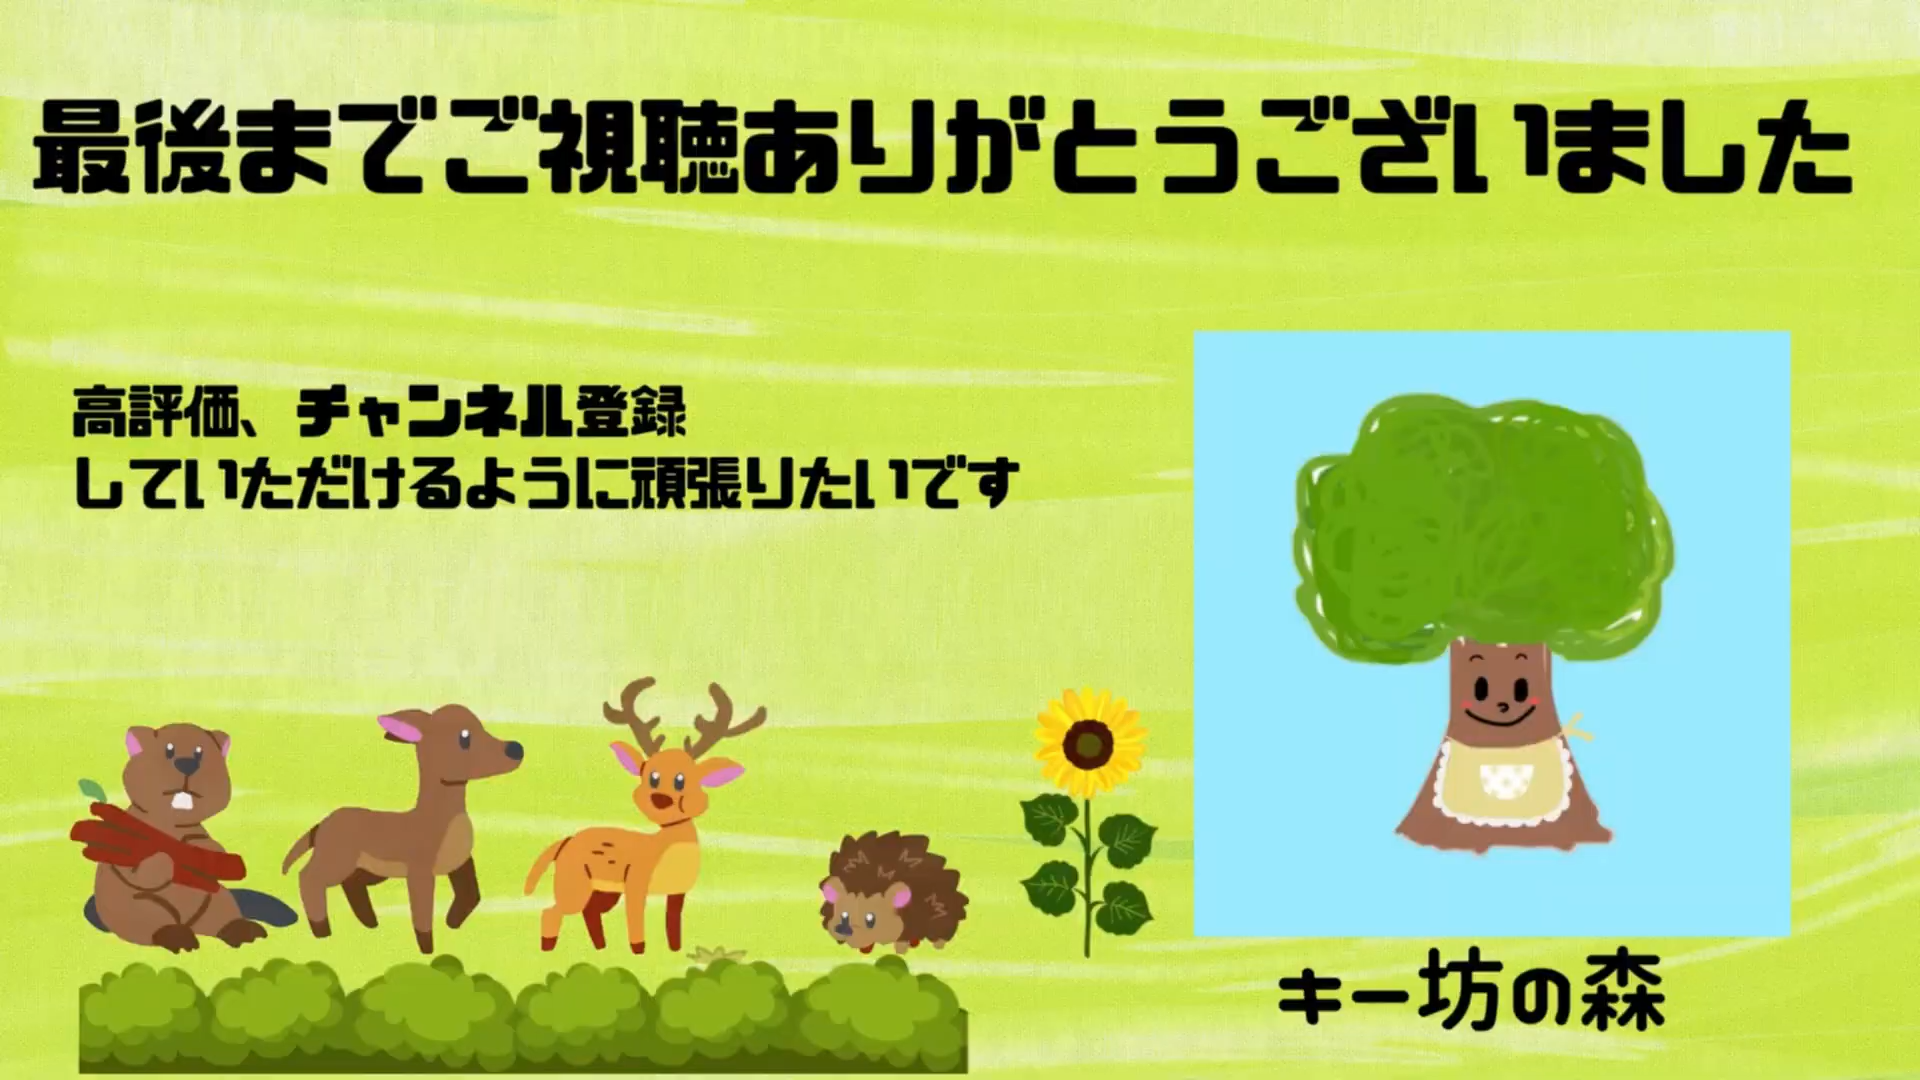 最後までご視聴ありがとうございました
高評価、チャンネル登録
していただけるように頑張りたいです
キー坊の森